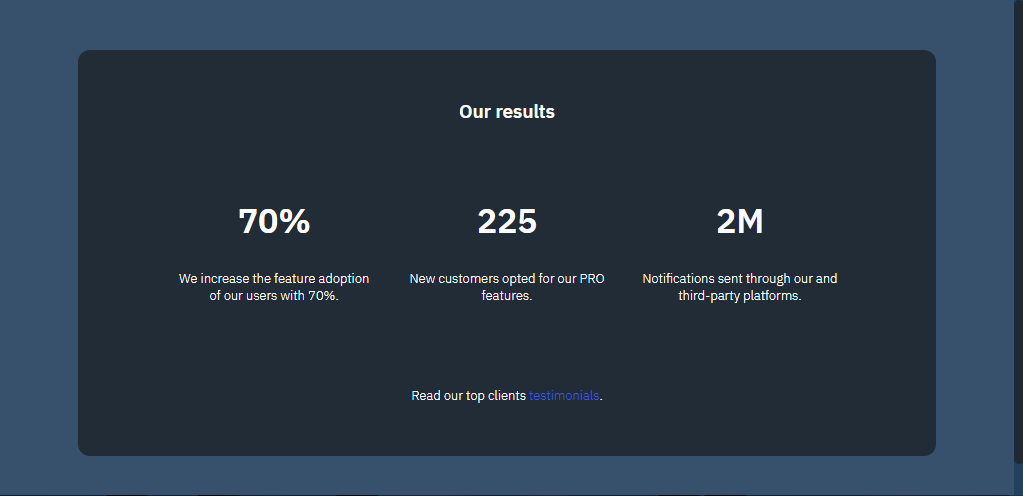 Our results
70%
225
2M
We increase the feature adoption
of our users with 70%.
New customers opted for our PRO
features.
Notifications sent through our and
third-party platforms.
Read our top clients testimonials.